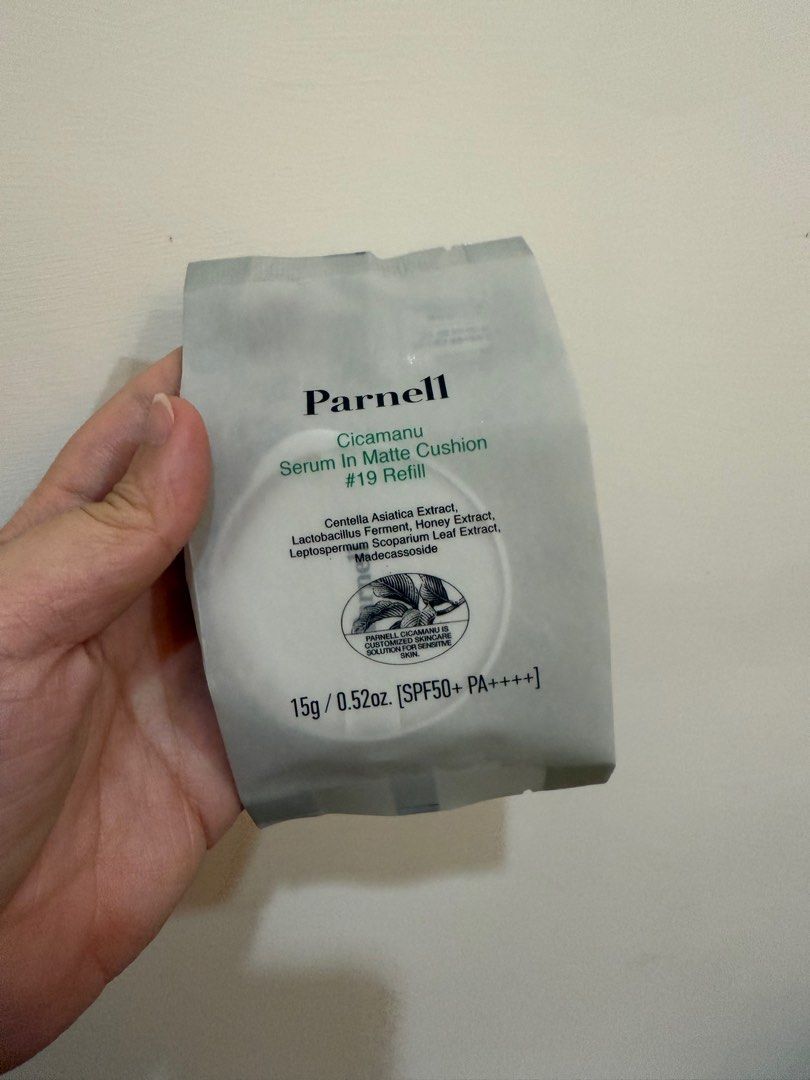 Parnell
Cicamanu
Serum In Matte Cushion
#19 Refill
Centella Asiatica Extract,
Lactobacillus Ferment, Honey Extract,
Leptospermum Scoparium Leaf Extract,
Madecassoside
PARNELL CICAMANU IS
CUSTOMIZED SKINCARE
SOLUTION FOR SENSITIVE
SKIN.
15g / 0.52oz. [SPF50+ PA++++]